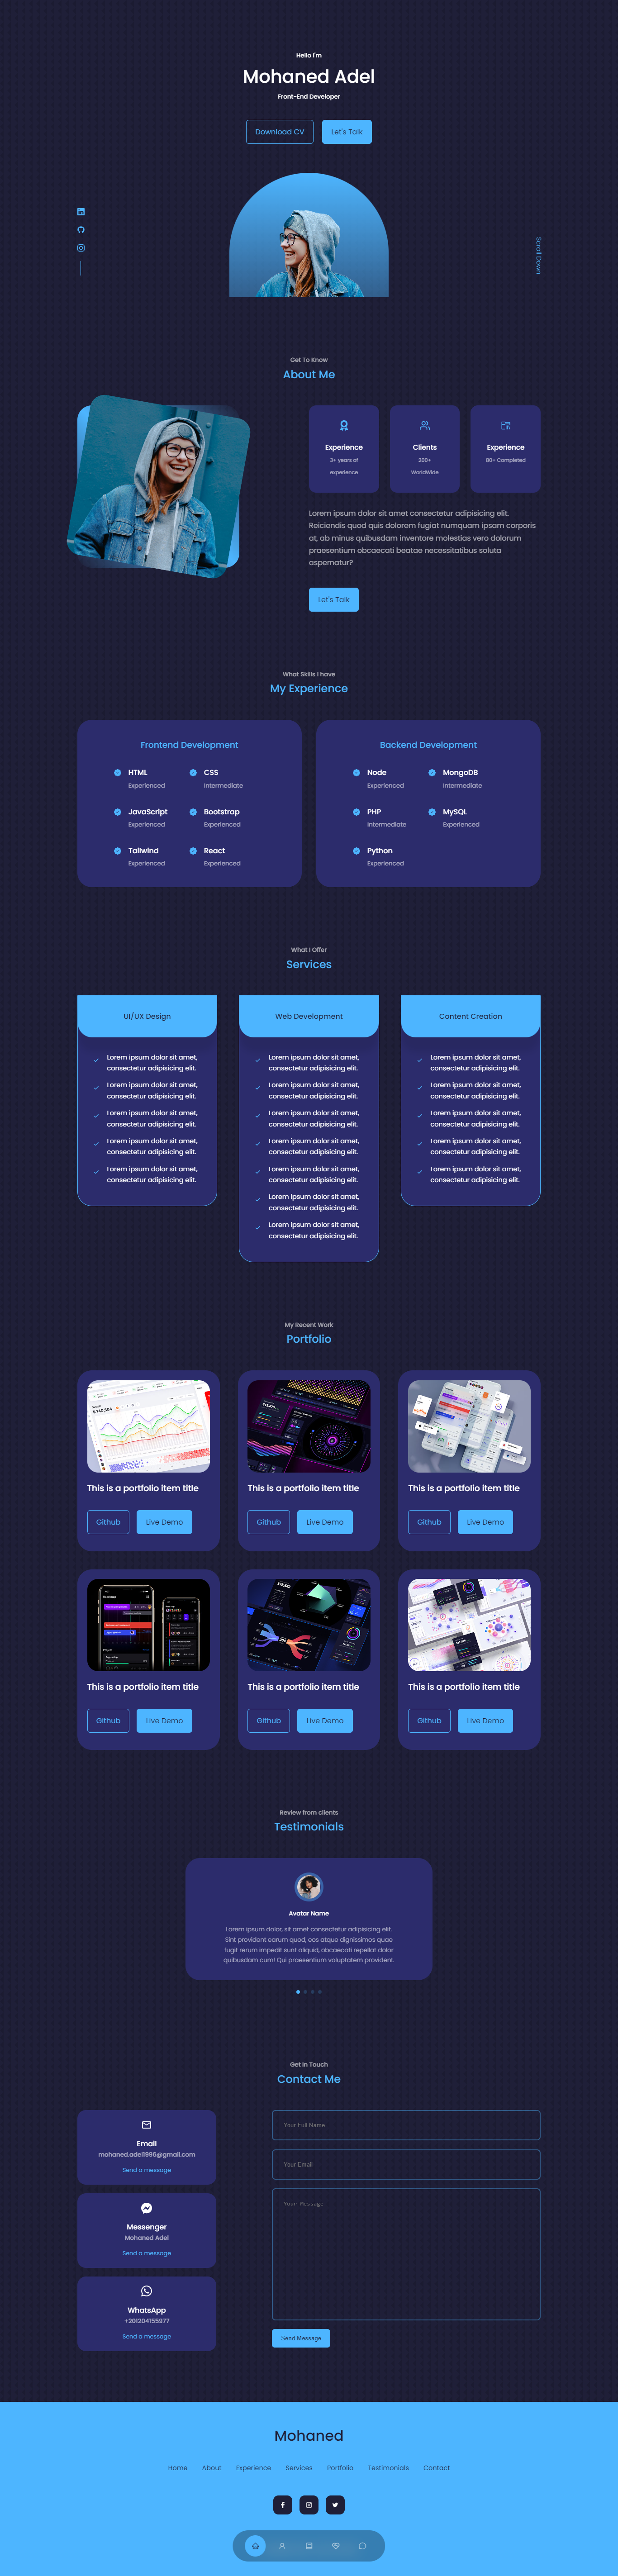 Hello I'm
Mohaned Adel
Front-End Developer
Download CV
Let's Talk
Scroll Down
Get To Know
About Me
Experience
3+ years of
experience
Clients
200+
WorldWide
Experience
80+ Completed
Lorem ipsum dolor sit amet consectetur adipisicing elit.
Reiciendis quod quis dolorem fugiat numquam ipsam corporis
at, ab minus quibusdam inventore molestias vero dolorum
praesentium obcaecati beatae necessitatibus soluta
aspernatur?
Let's Talk
What Skills I have
My Experience
Frontend Development
HTML
Experienced
CSS
Intermediate
JavaScript
Experienced
Bootstrap
Experienced
Tailwind
Experienced
React
Experienced
Backend Development
Node
Experienced
MongoDB
Intermediate
PHP
Intermediate
MySQL
Experienced
Python
Experienced
What I Offer
Services
UI/UX Design
Lorem ipsum dolor sit amet,
consectetur adipisicing elit.
Lorem ipsum dolor sit amet,
consectetur adipisicing elit.
Lorem ipsum dolor sit amet,
consectetur adipisicing elit.
Lorem ipsum dolor sit amet,
consectetur adipisicing elit.
Lorem ipsum dolor sit amet,
consectetur adipisicing elit.
Web Development
Lorem ipsum dolor sit amet,
consectetur adipisicing elit.
Lorem ipsum dolor sit amet,
consectetur adipisicing elit.
Lorem ipsum dolor sit amet,
consectetur adipisicing elit.
Lorem ipsum dolor sit amet,
consectetur adipisicing elit.
Lorem ipsum dolor sit amet,
consectetur adipisicing elit.
Lorem ipsum dolor sit amet,
consectetur adipisicing elit.
Lorem ipsum dolor sit amet,
consectetur adipisicing elit.
Content Creation
Lorem ipsum dolor sit amet,
consectetur adipisicing elit.
Lorem ipsum dolor sit amet,
consectetur adipisicing elit.
Lorem ipsum dolor sit amet,
consectetur adipisicing elit.
Lorem ipsum dolor sit amet,
consectetur adipisicing elit.
Lorem ipsum dolor sit amet,
consectetur adipisicing elit.
My Recent Work
Portfolio
This is a portfolio item title
Github
Live Demo
This is a portfolio item title
Github
Live Demo
This is a portfolio item title
Github
Live Demo
This is a portfolio item title
Github
Live Demo
This is a portfolio item title
Github
Live Demo
This is a portfolio item title
Github
Live Demo
Review from clients
Testimonials
Avatar Name
Lorem ipsum dolor, sit amet consectetur adipisicing elit.
Sint provident earum quod, eos atque dignissimos quae
fugit rerum impedit sunt aliquid, obcaecati repellat dolor
quibusdam cum! Qui praesentium voluptatem provident.
Get In Touch
Contact Me
Email
mohaned.adel1996@gmail.com
Send a message
Messenger
Mohaned Adel
Send a message
WhatsApp
+201204155977
Send a message
Your Full Name
Your Email
Your Message
Send Message
Mohaned
Home
About
Experience
Services
Portfolio
Testimonials
Contact